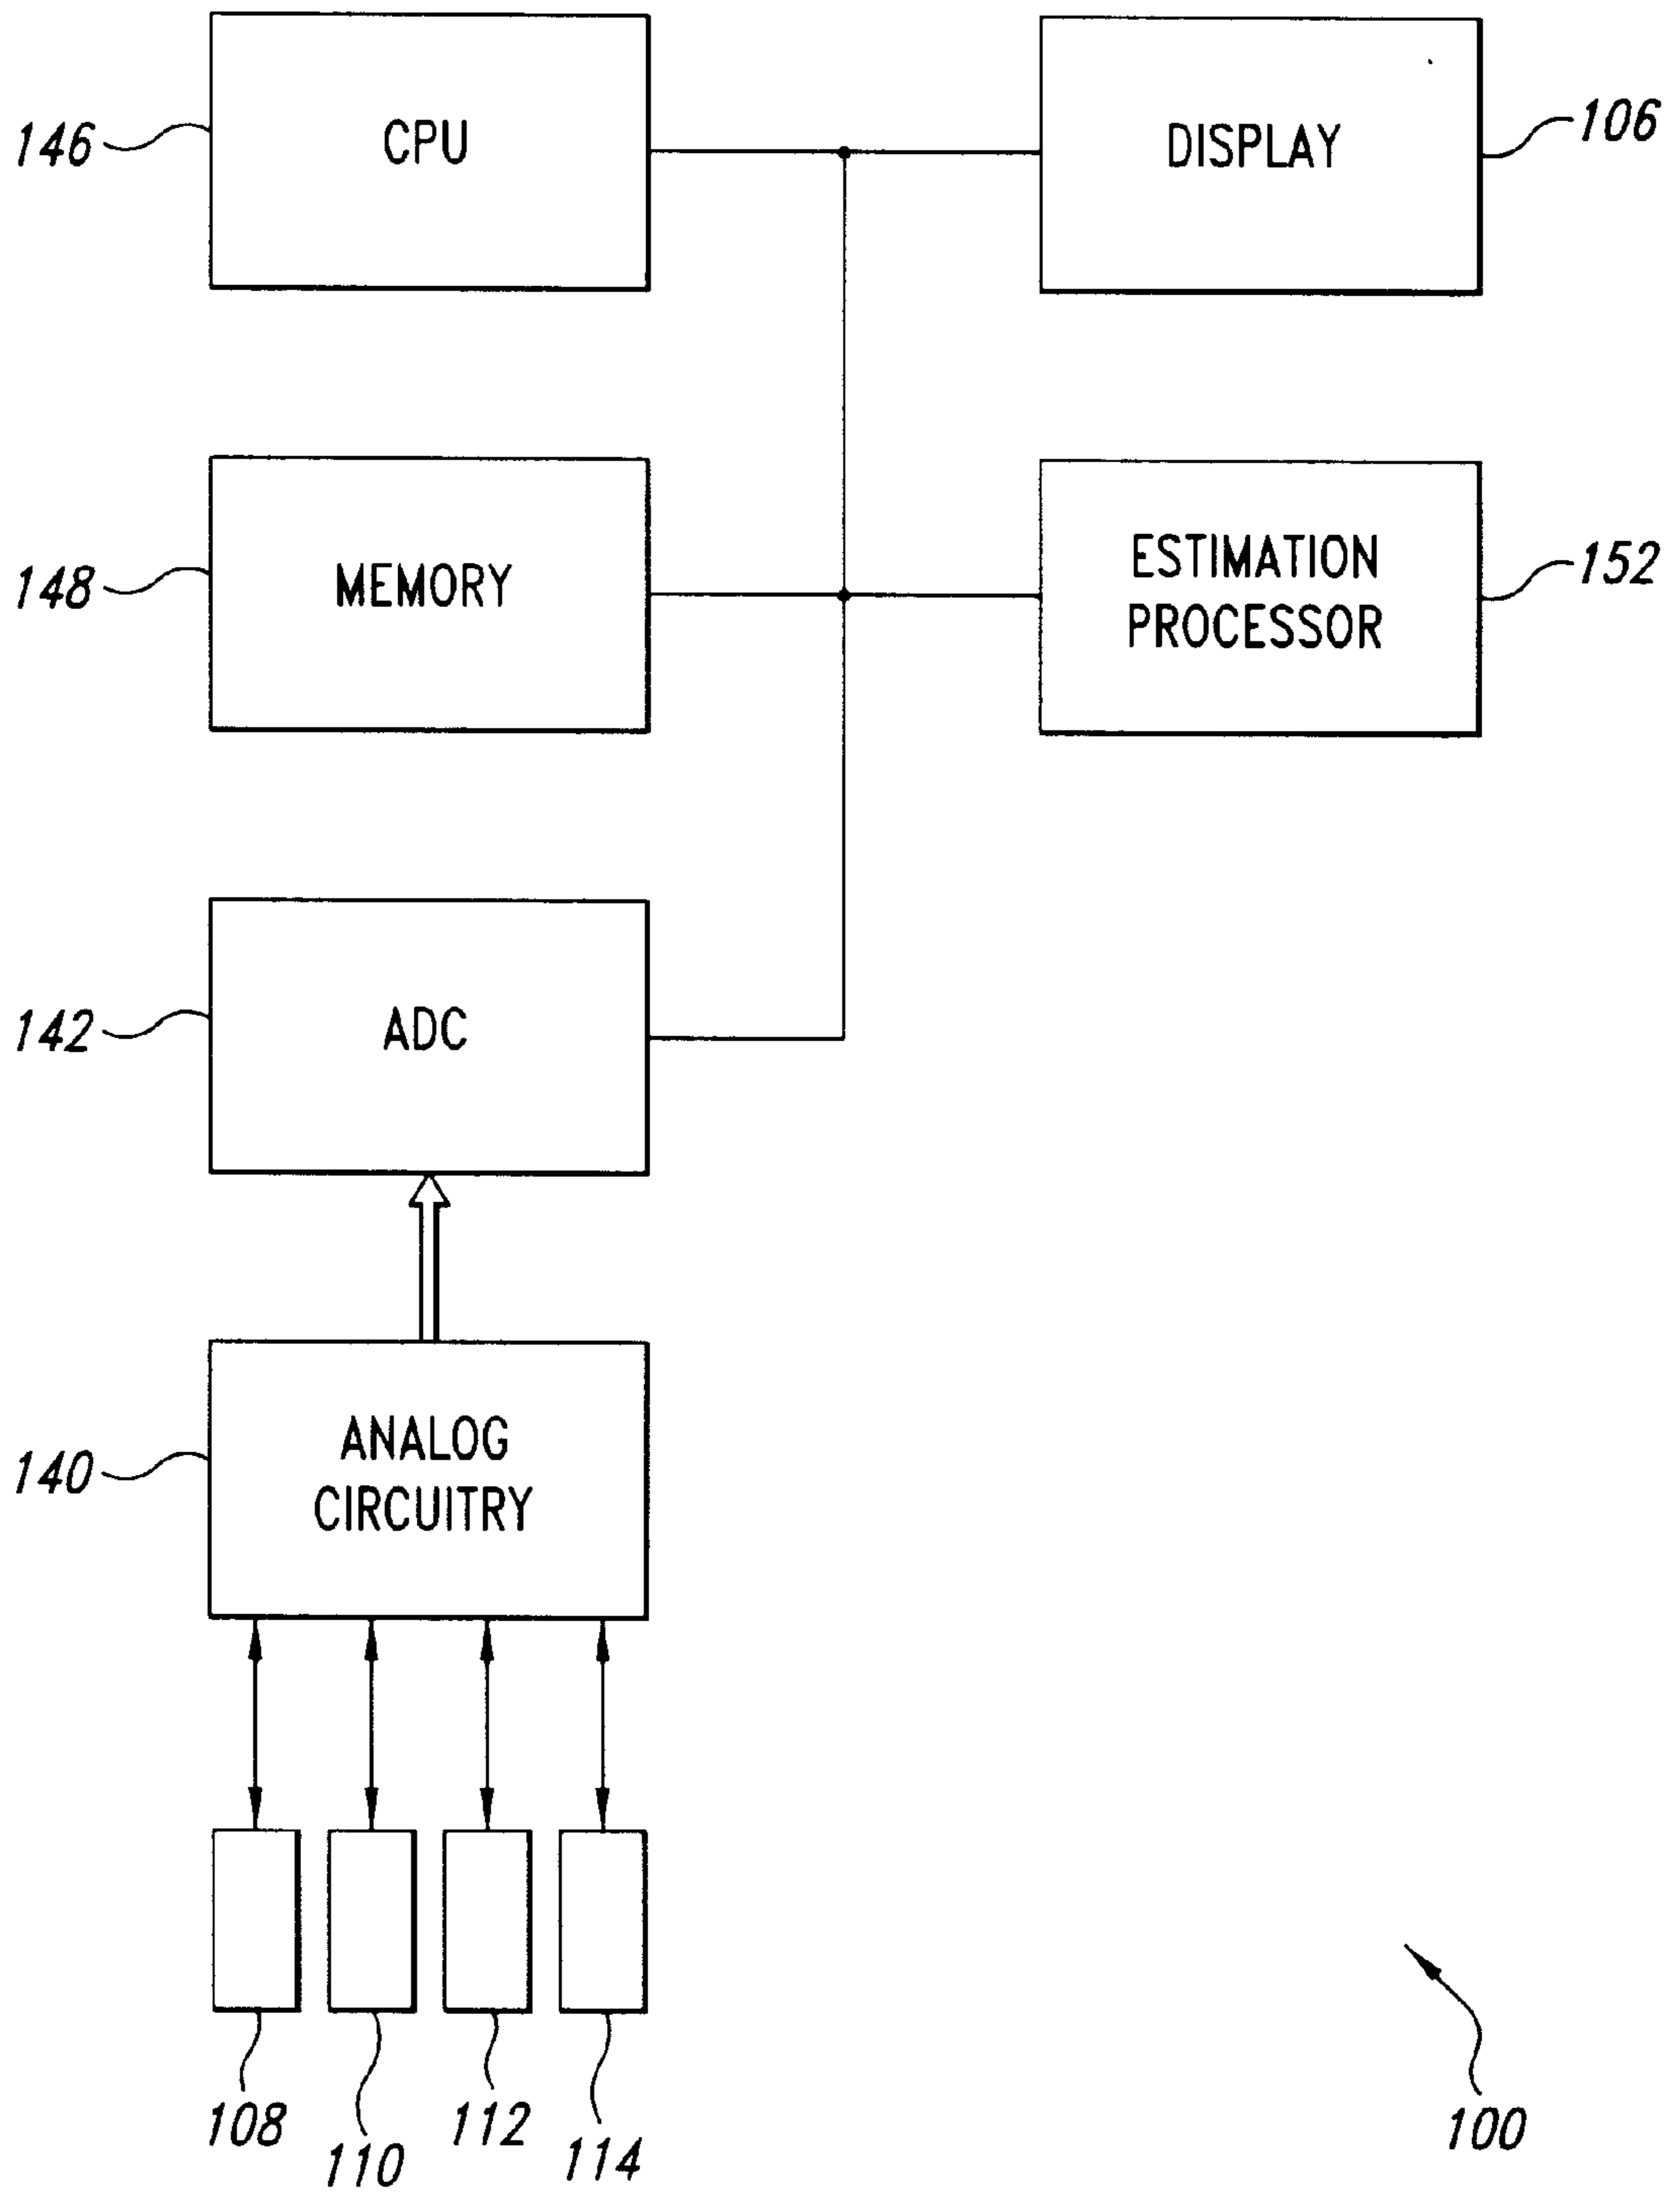 146
CPU
DISPLAY
106
148
MEMORY
ESTIMATION
PROCESSOR
152
142
ADC
140
ANALOG
CIRCUITRY
108
110
112
114
100